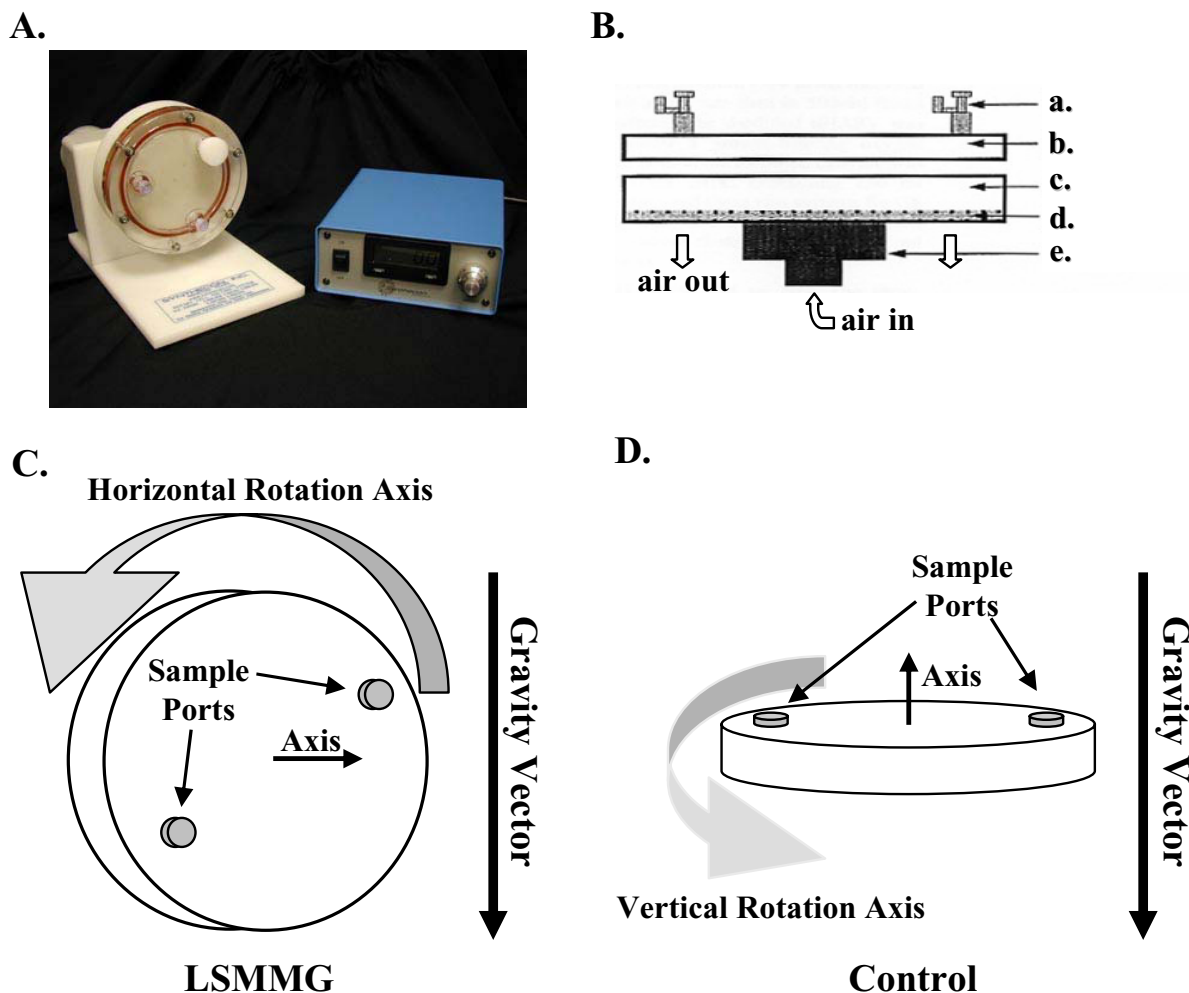 A.
B.
a.
b.
c.
d.
e.
air out
air in
C.
Horizontal Rotation Axis
Sample
Ports
Axis
Gravity Vector
LSMMG
D.
Sample
Ports
Axis
Gravity Vector
Vertical Rotation Axis
Control